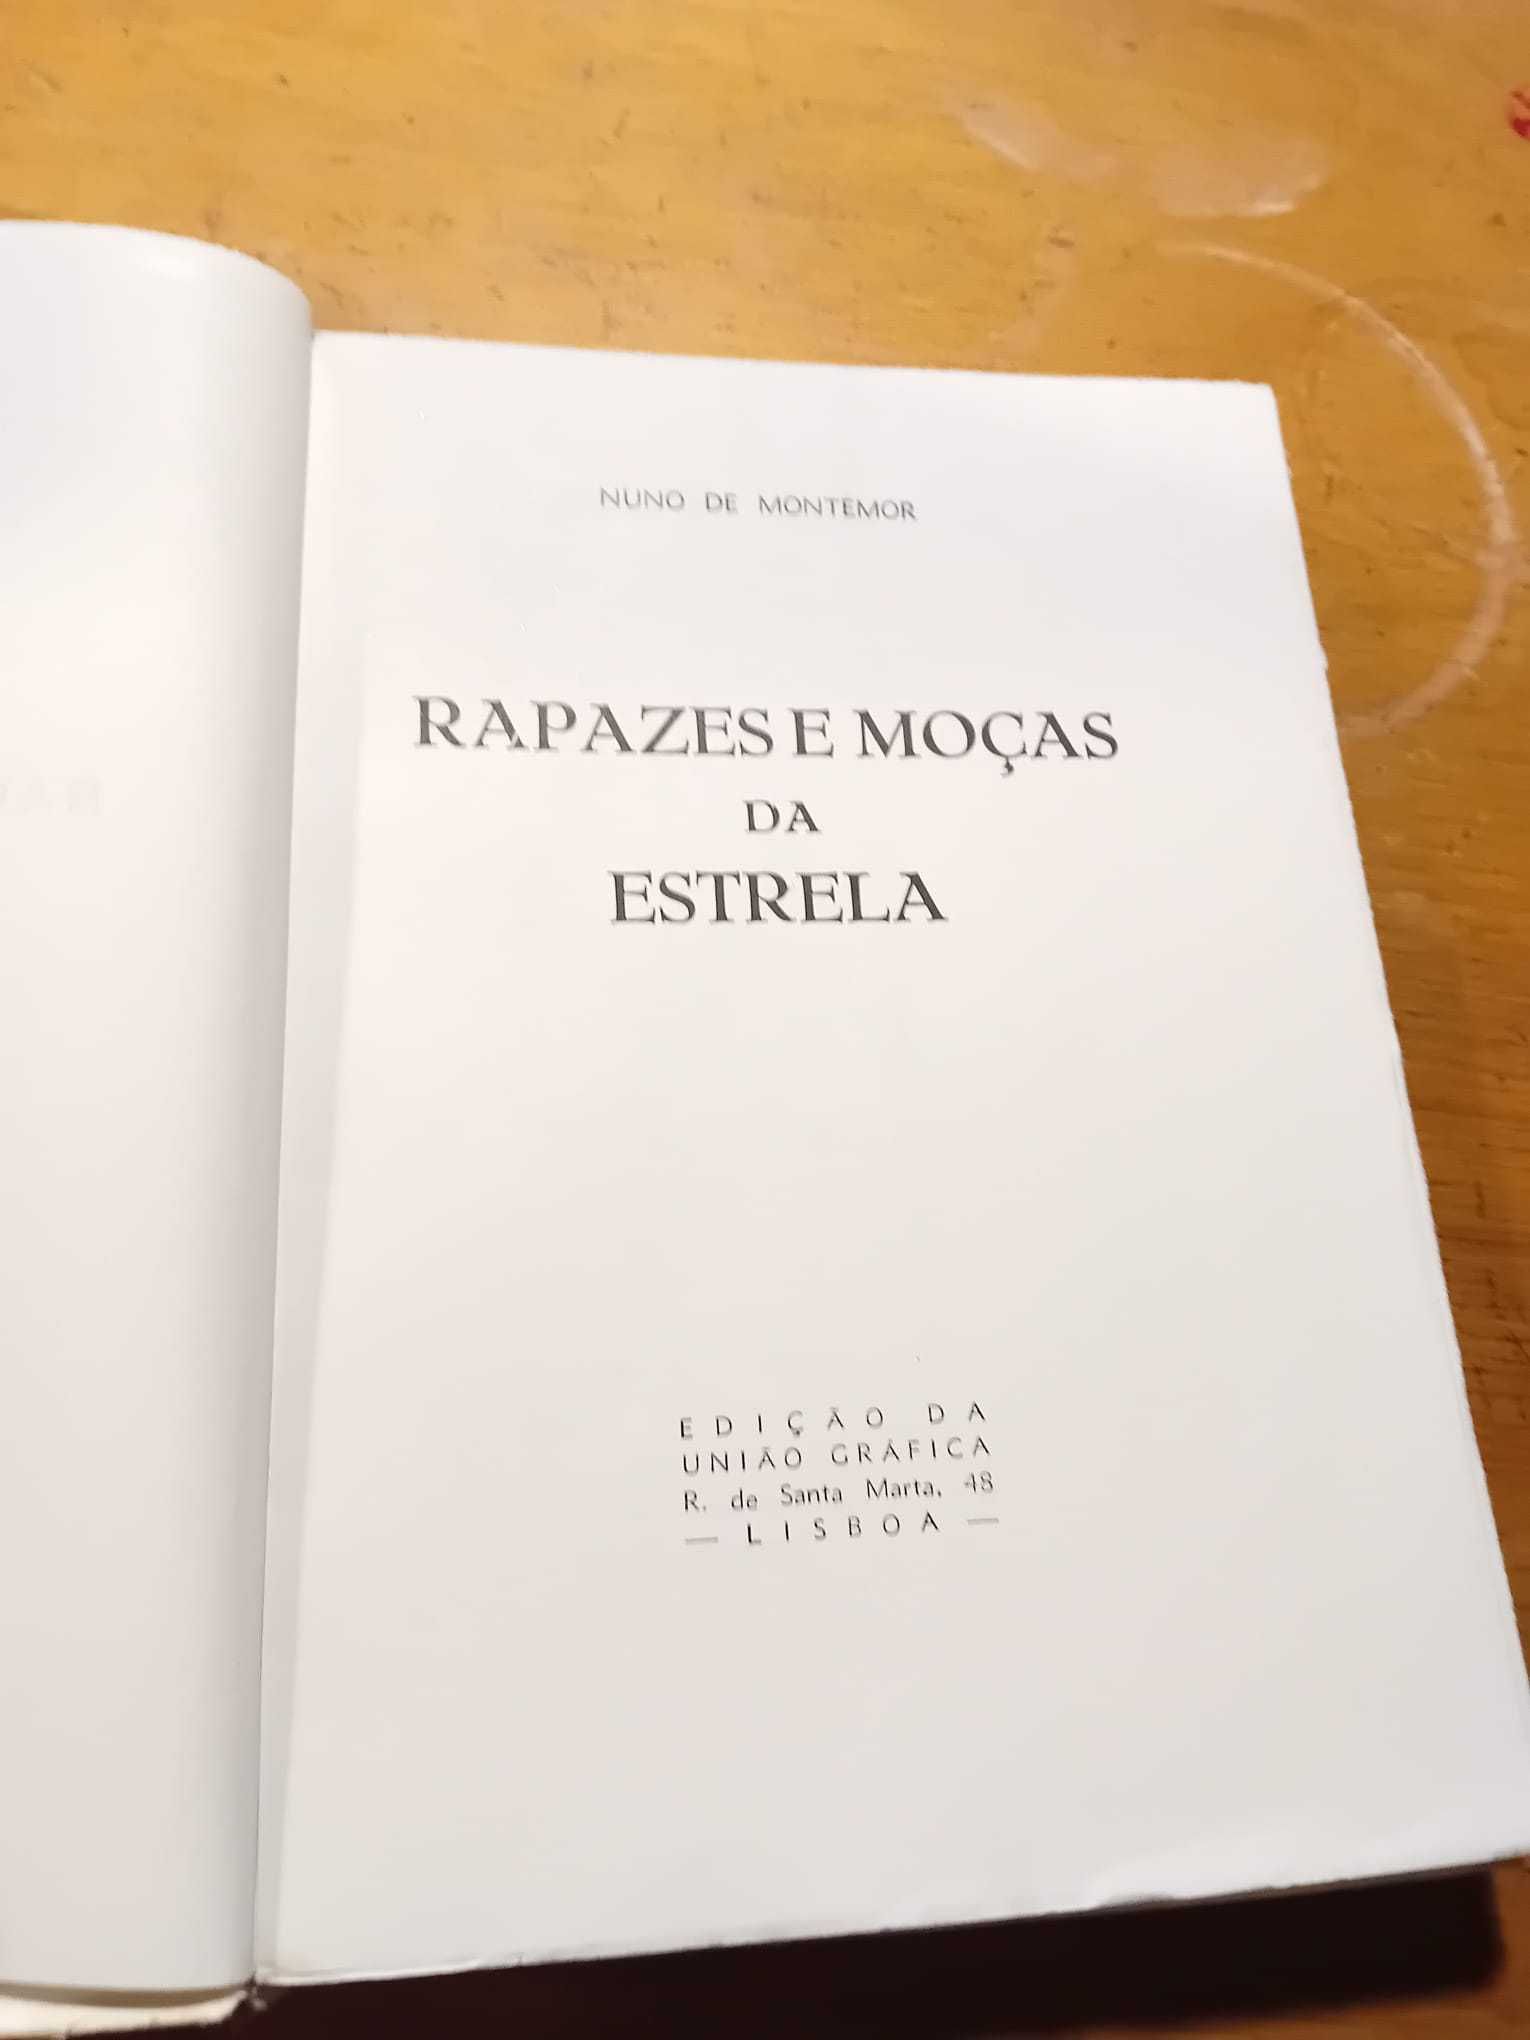 NUNO DE MONTEMOR
RAPAZES E MOÇAS
DA
ESTRELA
EDIÇÃO DA
UNIÃO GRÁFICA
R. de Santa Marta, 48
— LISBOA —